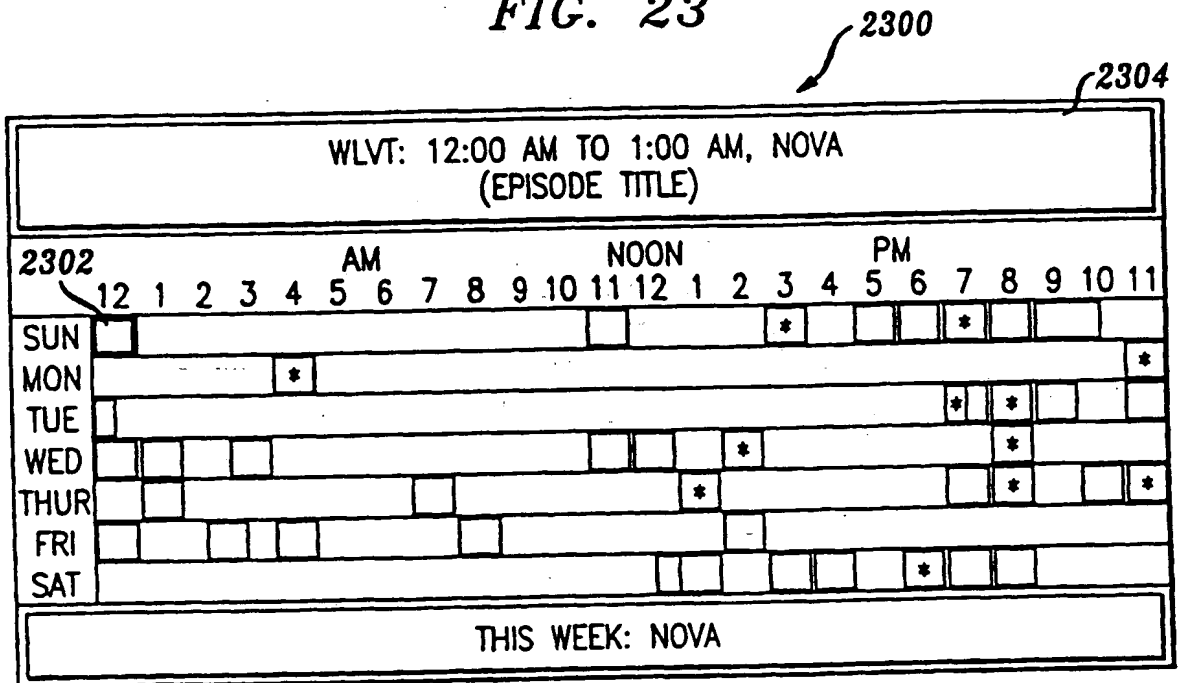 FIG. 23
2300
2304
WLVT: 12:00 AM TO 1:00 AM, NOVA
(EPISODE TITLE)
2302
AM NOON PM
12 1 2 3 4 5 6 7 8 9 10 11 12 1 2 3 4 5 6 7 8 9 10 11
SUN * *
MON * *
TUE * *
WED * *
THUR * * *
FRI
SAT *
THIS WEEK: NOVA